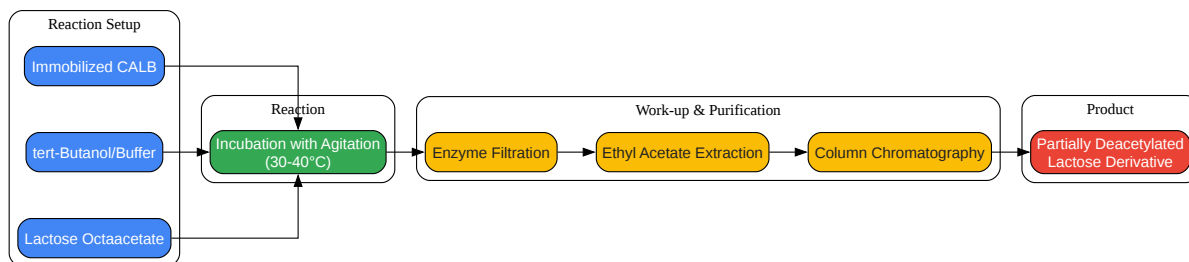 Reaction Setup
Immobilized CALB
tert-Butanol/Buffer
Lactose Octaacetate
Reaction
Incubation with Agitation
(30-40°C)
Work-up & Purification
Enzyme Filtration
Ethyl Acetate Extraction
Column Chromatography
Product
Partially Deacetylated
Lactose Derivative